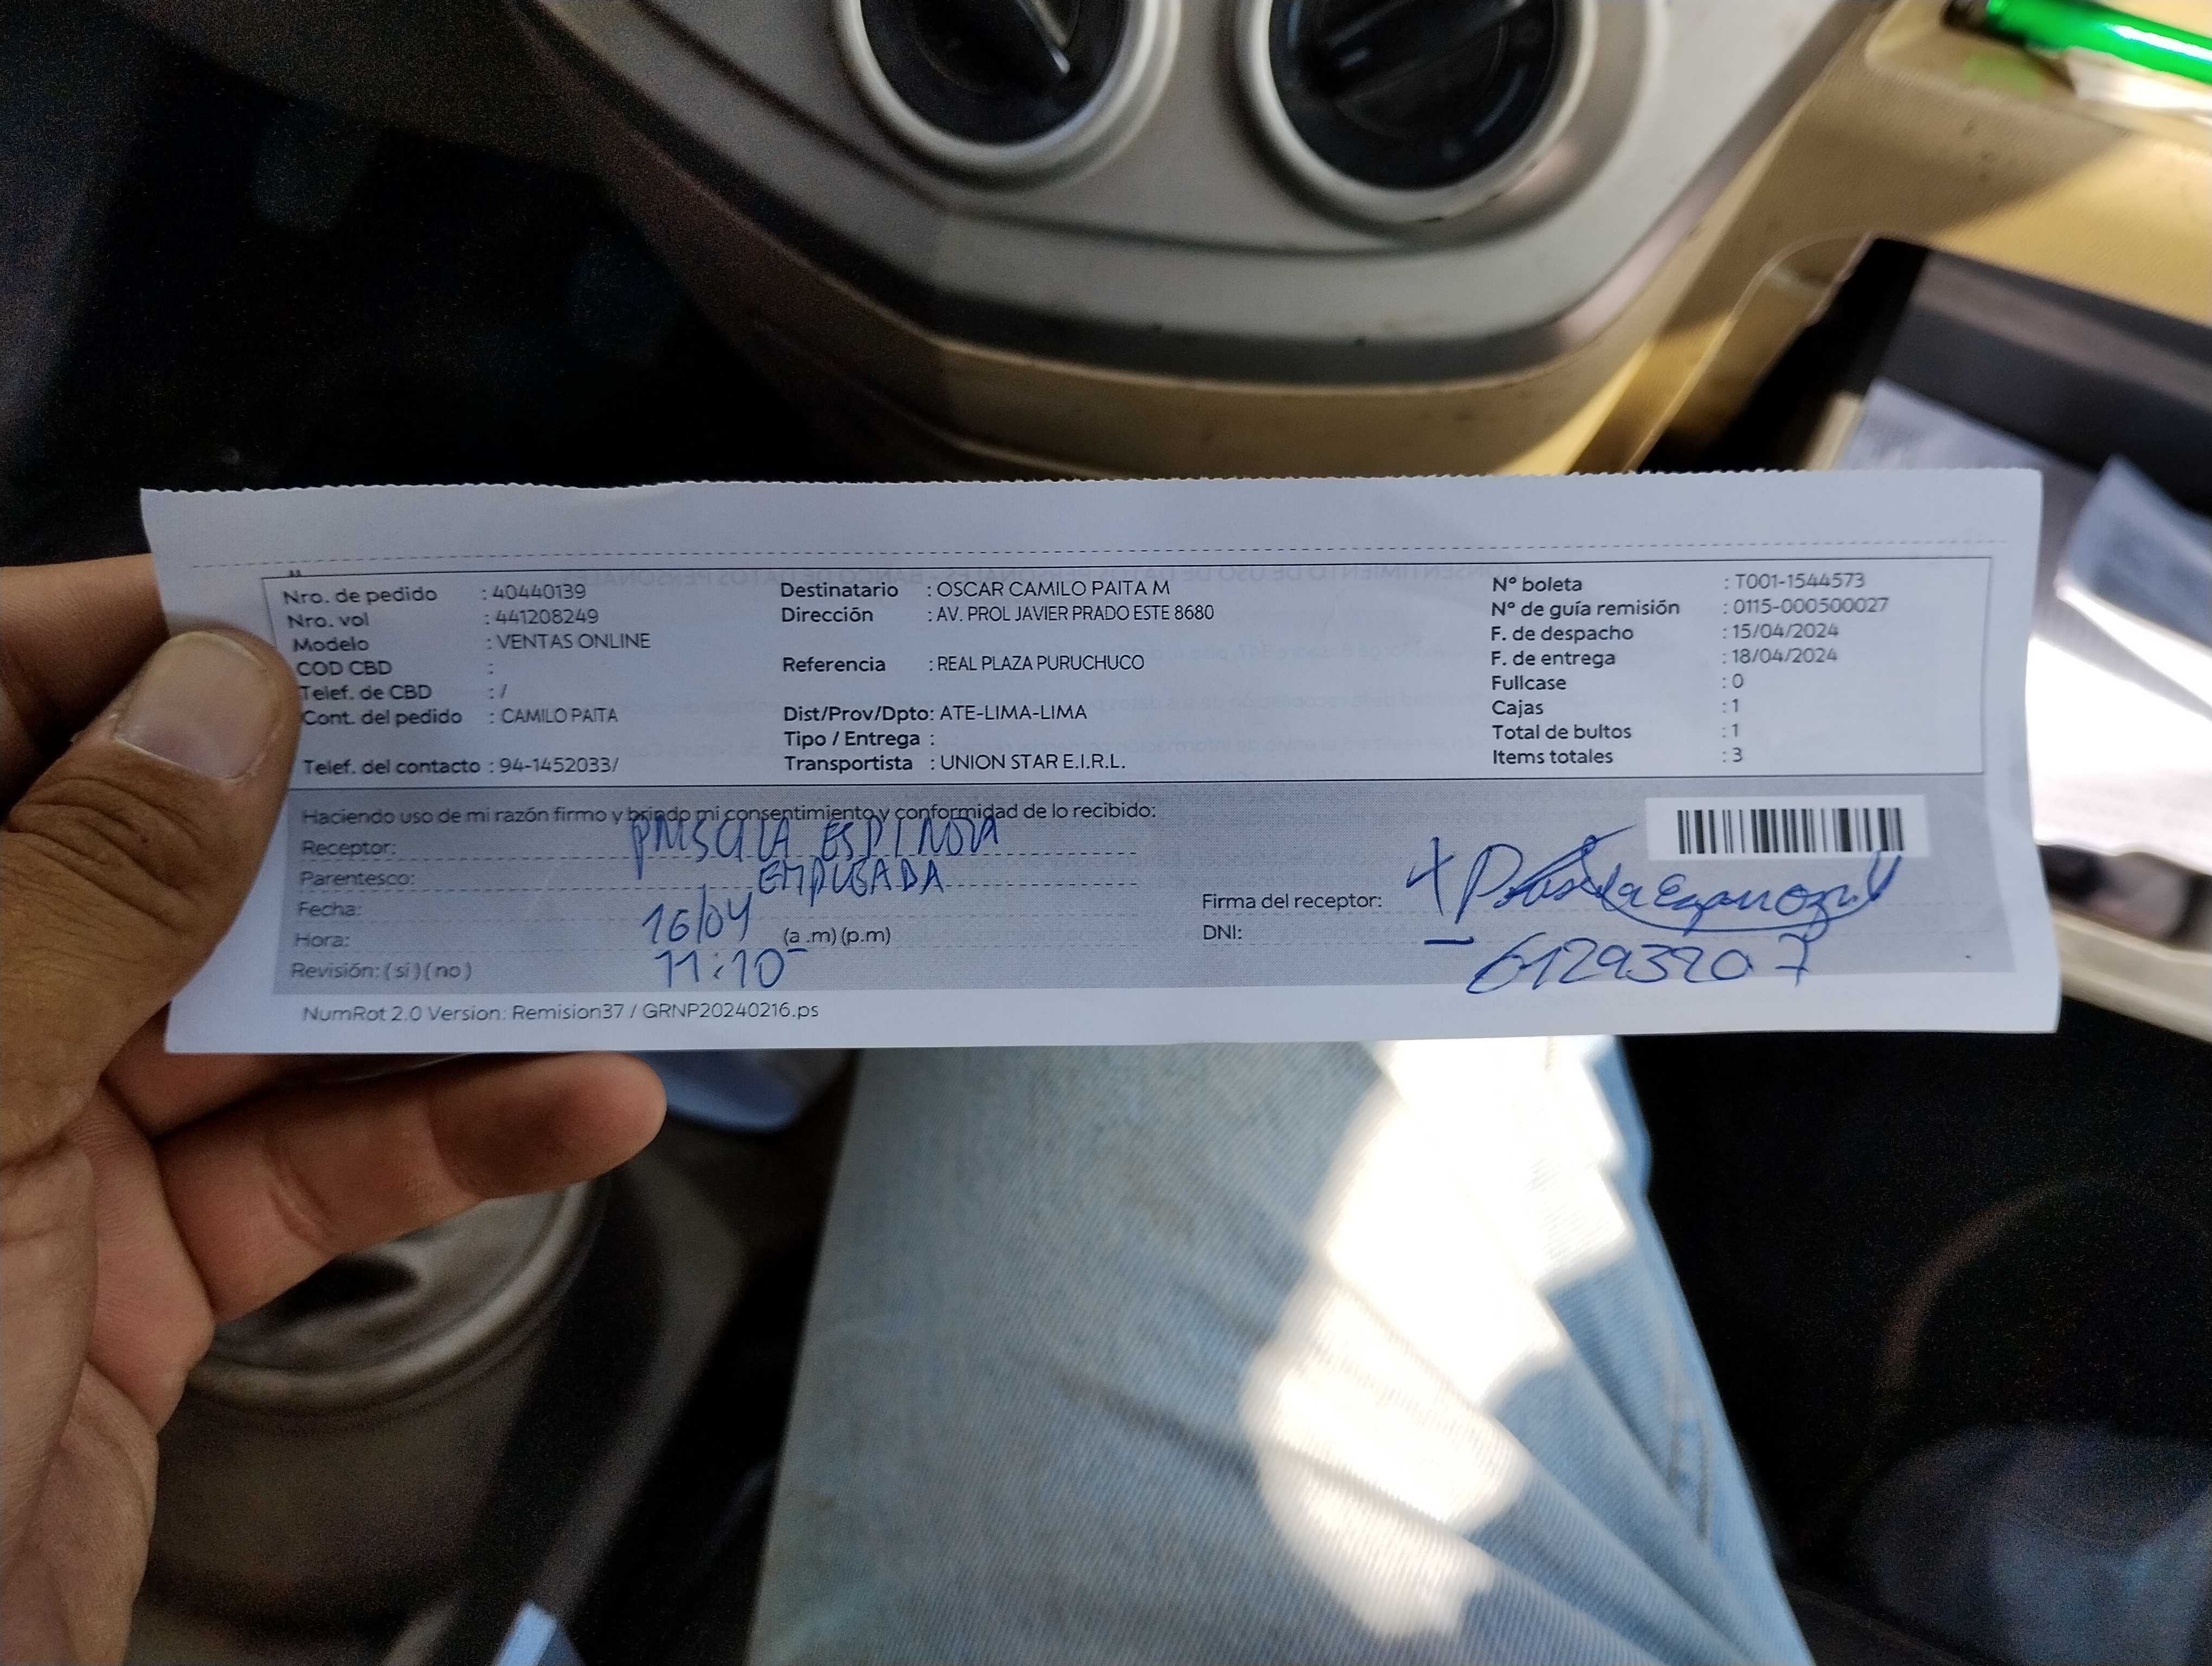 Nro. de pedido : 40440139 Destinatario : OSCAR CAMILO PAITA M Nº boleta : T001-1544573
Nro. vol : 441208249 Dirección : AV. PROL JAVIER PRADO ESTE 8680 Nº de guía remisión : 0115-000500027
Modelo : VENTAS ONLINE F. de despacho : 15/04/2024
COD CBD : Referencia : REAL PLAZA PURUCHUCO F. de entrega : 18/04/2024
Telef. de CBD : / Fullcase : 0
Cont. del pedido : CAMILO PAITA Dist/Prov/Dpto: ATE-LIMA-LIMA Cajas : 1
Tipo / Entrega : Total de bultos : 1
Telef. del contacto : 94-1452033/ Transportista : UNION STAR E.I.R.L. Items totales : 3
Haciendo uso de mi razón firmo y brindo mi consentimiento y conformidad de lo recibido:
Receptor: PRISCILA ESPINOZA
Parentesco: EMPLEADA
Fecha: 16/04 Firma del receptor:
Hora: 11:10 (a .m) (p.m) DNI: 61293207
Revisión: ( si ) ( no )
NumRot 2.0 Version: Remision37 / GRNP20240216.ps